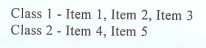 Class 1 - Item 1, Item 2, Item 3
Class 2 - Item 4, Item 5